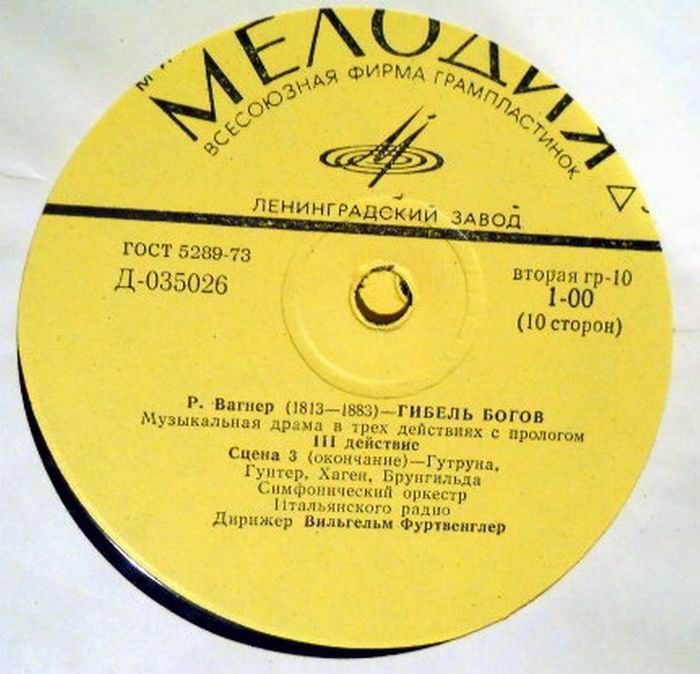 МЕЛОДИЯ
ВСЕСОЮЗНАЯ ФИРМА ГРАМПЛАСТИНОК
ЛЕНИНГРАДСКИЙ ЗАВОД
ГОСТ 5289-73
Д-035026
вторая гр-10
1-00
(10 сторон)
Р. Вагнер (1813—1883)—ГИБЕЛЬ БОГОВ
Музыкальная драма в трех действиях с прологом
III действие
Сцена 3 (окончание)—Гутруна,
Гунтер, Хаген, Брунгильда
Симфонический оркестр
Итальянского радио
Дирижер Вильгельм Фуртвенглер